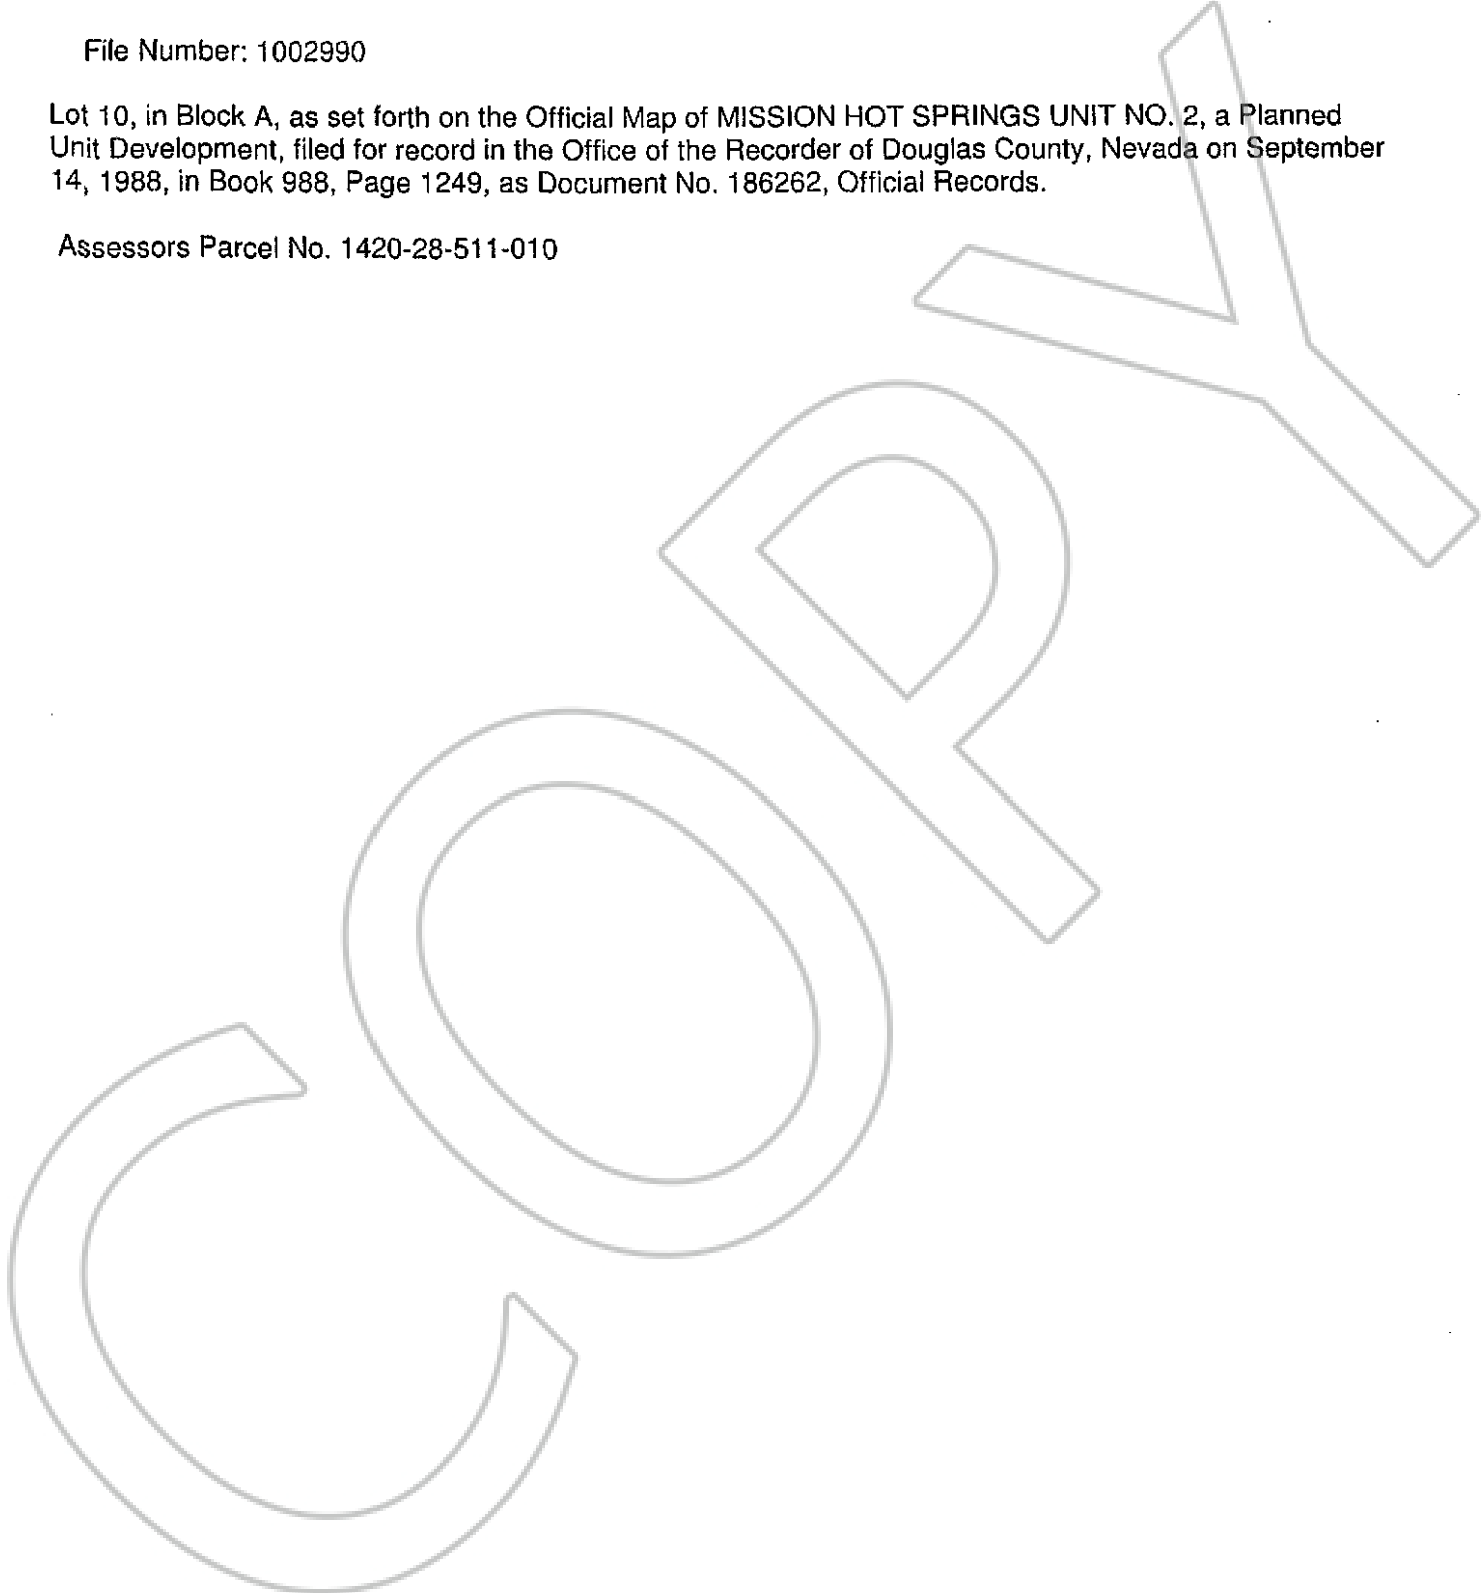 File Number: 1002990
Lot 10, in Block A, as set forth on the Official Map of MISSION HOT SPRINGS UNIT NO. 2, a Planned
Unit Development, filed for record in the Office of the Recorder of Douglas County, Nevada on September
14, 1988, in Book 988, Page 1249, as Document No. 186262, Official Records.
Assessors Parcel No. 1420-28-511-010
COPY